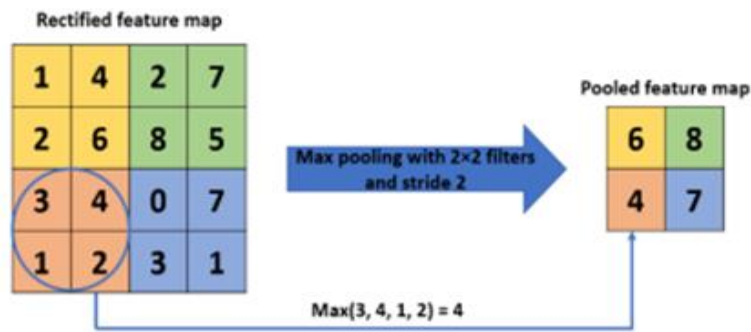 Rectified feature map
1 4 2 7
2 6 8 5
3 4 0 7
1 2 3 1
Max pooling with 2×2 filters
and stride 2
Pooled feature map
6 8
4 7
Max(3, 4, 1, 2) = 4